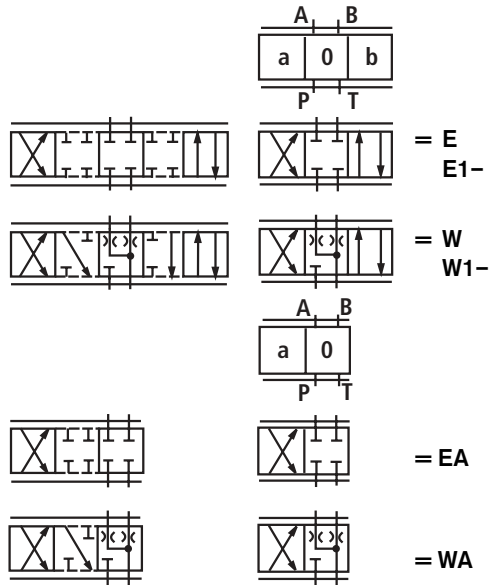 A B
a 0 b
P T
= E
E1–
= W
W1–
A B
a 0
P T
= EA
= WA